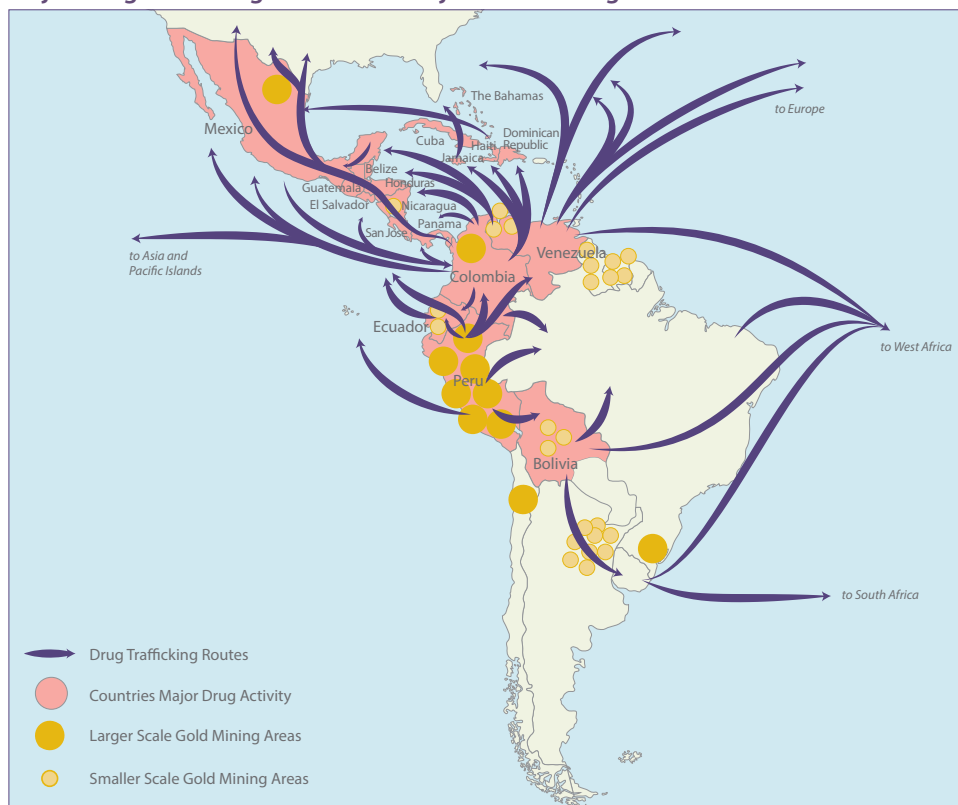 The Bahamas
to Europe
Mexico
Cuba
Haiti
Dominican
Republic
Jamaica
Belize
Guatemala
Honduras
El Salvador
Nicaragua
Panama
San Jose
to Asia and
Pacific Islands
Venezuela
Colombia
Ecuador
to West Africa
Peru
Bolivia
to South Africa
Drug Trafficking Routes
Countries Major Drug Activity
Larger Scale Gold Mining Areas
Smaller Scale Gold Mining Areas